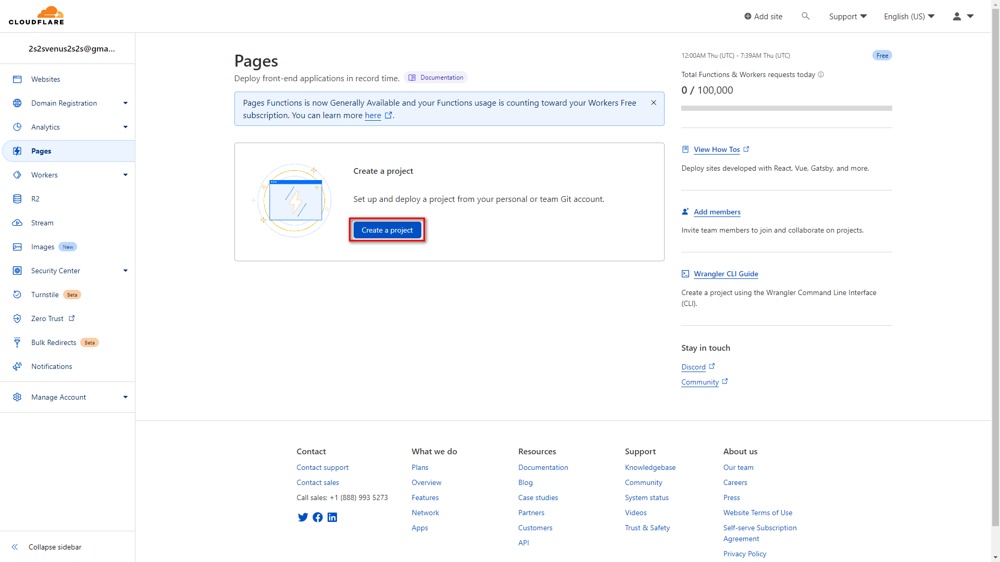 CLOUDFLARE
Add site
Support
English (US)
2s2svenus2s2s@gma...
Websites
Domain Registration
Analytics
Pages
Workers
R2
Stream
Images New
Security Center
Turnstile Beta
Zero Trust
Bulk Redirects Beta
Notifications
Manage Account
Collapse sidebar
Pages
Deploy front-end applications in record time. Documentation
Pages Functions is now Generally Available and your Functions usage is counting toward your Workers Free
subscription. You can learn more here .
Create a project
Set up and deploy a project from your personal or team Git account.
Create a project
12:00AM Thu (UTC) - 7:39AM Thu (UTC) Free
Total Functions & Workers requests today
0 / 100,000
View How Tos
Deploy sites developed with React, Vue, Gatsby, and more.
Add members
Invite team members to join and collaborate on projects.
Wrangler CLI Guide
Create a project using the Wrangler Command Line Interface
(CLI).
Stay in touch
Discord
Community
Contact
Contact support
Contact sales
Call sales: +1 (888) 993 5273
What we do
Plans
Overview
Features
Network
Apps
Resources
Documentation
Blog
Case studies
Partners
Customers
API
Support
Knowledgebase
Community
System status
Videos
Trust & Safety
About us
Our team
Careers
Press
Website Terms of Use
Self-serve Subscription
Agreement
Privacy Policy